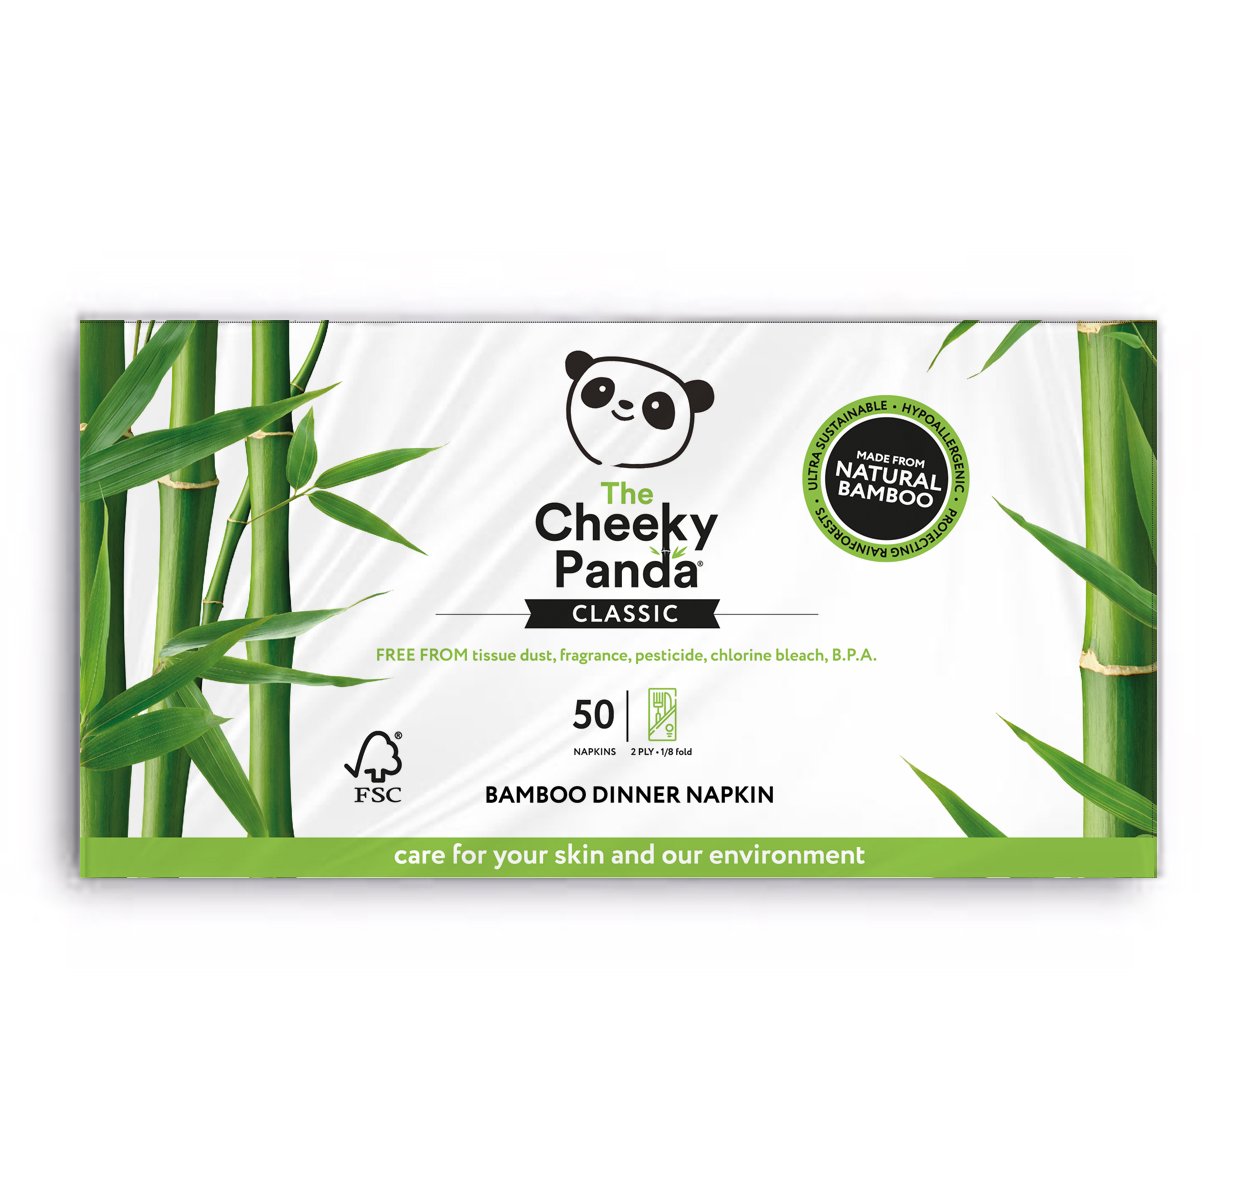 The
Cheeky
Panda®
CLASSIC
ULTRA SUSTAINABLE • HYPOALLERGENIC • PROTECTING RAINFORESTS •
MADE FROM
NATURAL
BAMBOO
FREE FROM tissue dust, fragrance, pesticide, chlorine bleach, B.P.A.
50
NAPKINS
2 PLY • 1/8 fold
®
FSC
BAMBOO DINNER NAPKIN
care for your skin and our environment